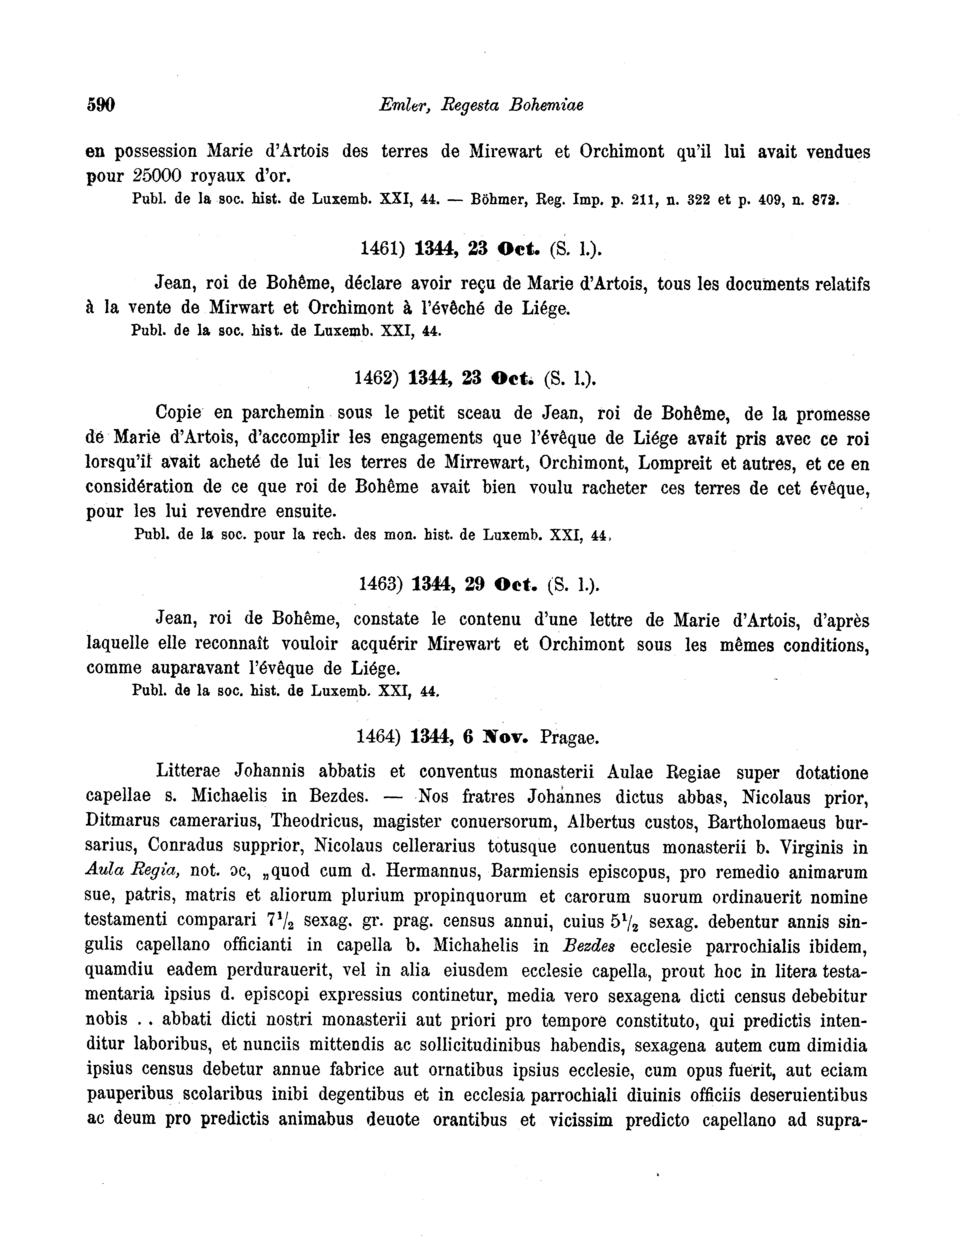 590 Emler, Regesta Bohemiae
en possession Marie d'Artois des terres de Mirewart et Orchimont qu'il lui avait vendues
pour 25000 royaux d'or.
Publ. de la soc. hist. de Luxemb. XXI, 44. — Böhmer, Reg. Imp. p. 211, n. 322 et p. 409, n. 872.
1461) 1344, 23 Oct. (S. l.).
Jean, roi de Bohême, déclare avoir reçu de Marie d'Artois, tous les documents relatifs
à la vente de Mirwart et Orchimont à l'évêché de Liége.
Publ. de la soc. hist. de Luxemb. XXI, 44.
1462) 1344, 23 Oct. (S. l.).
Copie en parchemin sous le petit sceau de Jean, roi de Bohême, de la promesse
de Marie d'Artois, d'accomplir les engagements que l'évêque de Liége avait pris avec ce roi
lorsqu'il avait acheté de lui les terres de Mirrewart, Orchimont, Lompreit et autres, et ce en
considération de ce que roi de Bohême avait bien voulu racheter ces terres de cet évêque,
pour les lui revendre ensuite.
Publ. de la soc. pour la rech. des mon. hist. de Luxemb. XXI, 44.
1463) 1344, 29 Oct. (S. l.).
Jean, roi de Bohême, constate le contenu d'une lettre de Marie d'Artois, d'après
laquelle elle reconnaît vouloir acquérir Mirewart et Orchimont sous les mêmes conditions,
comme auparavant l'évêque de Liége.
Publ. de la soc. hist. de Luxemb. XXI, 44.
1464) 1344, 6 Nov. Pragae.
Litterae Johannis abbatis et conventus monasterii Aulae Regiae super dotatione
capellae s. Michaelis in Bezdes. — Nos fratres Johannes dictus abbas, Nicolaus prior,
Ditmarus camerarius, Theodricus, magister conuersorum, Albertus custos, Bartholomaeus bur-
sarius, Conradus supprior, Nicolaus cellerarius totusque conuentus monasterii b. Virginis in
Aula Regia, not. ɔc, „quod cum d. Hermannus, Barmiensis episcopus, pro remedio animarum
sue, patris, matris et aliorum plurium propinquorum et carorum suorum ordinauerit nomine
testamenti comparari 7¹/₂ sexag. gr. prag. census annui, cuius 5¹/₂ sexag. debentur annis sin-
gulis capellano officianti in capella b. Michahelis in Bezdes ecclesie parrochialis ibidem,
quamdiu eadem perdurauerit, vel in alia eiusdem ecclesie capella, prout hoc in litera testa-
mentaria ipsius d. episcopi expressius continetur, media vero sexagena dicti census debebitur
nobis . . abbati dicti nostri monasterii aut priori pro tempore constituto, qui predictis inten-
ditur laboribus, et nunciis mittendis ac sollicitudinibus habendis, sexagena autem cum dimidia
ipsius census debetur annue fabrice aut ornatibus ipsius ecclesie, cum opus fuerit, aut eciam
pauperibus scolaribus inibi degentibus et in ecclesia parrochiali diuinis officiis deseruientibus
ac deum pro predictis animabus deuote orantibus et vicissim predicto capellano ad supra-